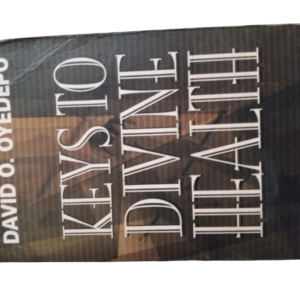 DAVID O. OYEDEPO
KEYS TO
DIVINE
HEALTH